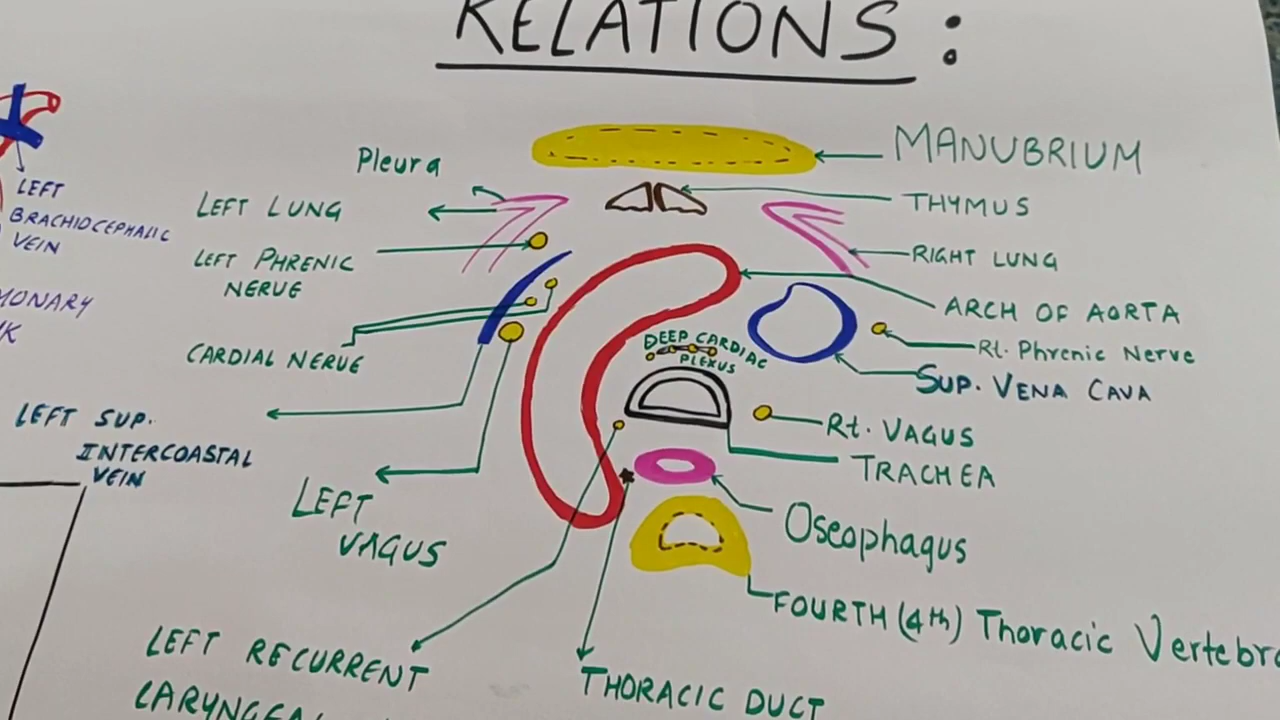 RELATIONS :
MANUBRIUM
Pleura
THYMUS
LEFT LUNG
LEFT
BRACHIOCEPHALIC
VEIN
RIGHT LUNG
LEFT PHRENIC
NERVE
ARCH OF AORTA
DEEP CARDIAC
PLEXUS
Rt. Phrenic Nerve
CARDIAL NERVE
SUP. VENA CAVA
LEFT SUP.
INTERCOASTAL
VEIN
Rt. VAGUS
TRACHEA
LEFT
VAGUS
Oseophagus
FOURTH (4th) Thoracic Vertebra
LEFT RECURRENT
THORACIC DUCT